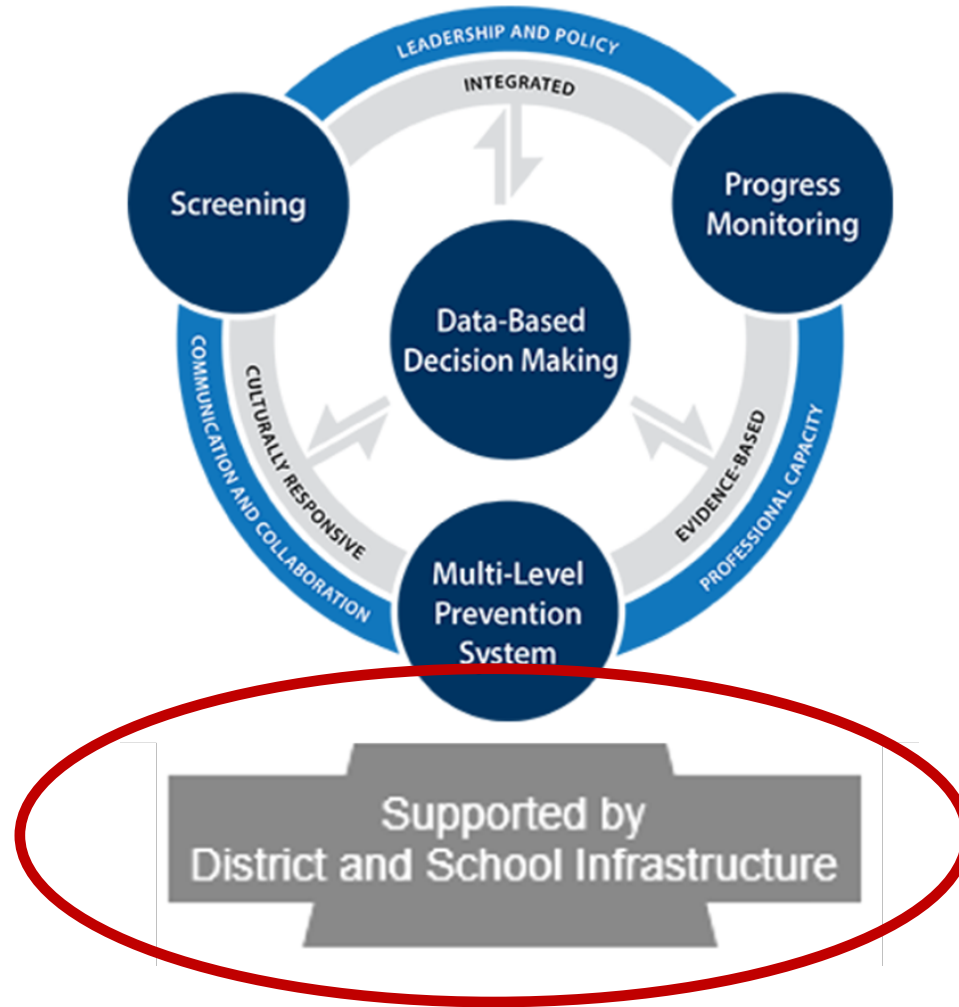 LEADERSHIP AND POLICY
INTEGRATED
Screening
Progress
Monitoring
Data-Based
Decision Making
COMMUNICATION AND COLLABORATION
CULTURALLY RESPONSIVE
EVIDENCE-BASED
PROFESSIONAL CAPACITY
Multi-Level
Prevention
System
Supported by
District and School Infrastructure